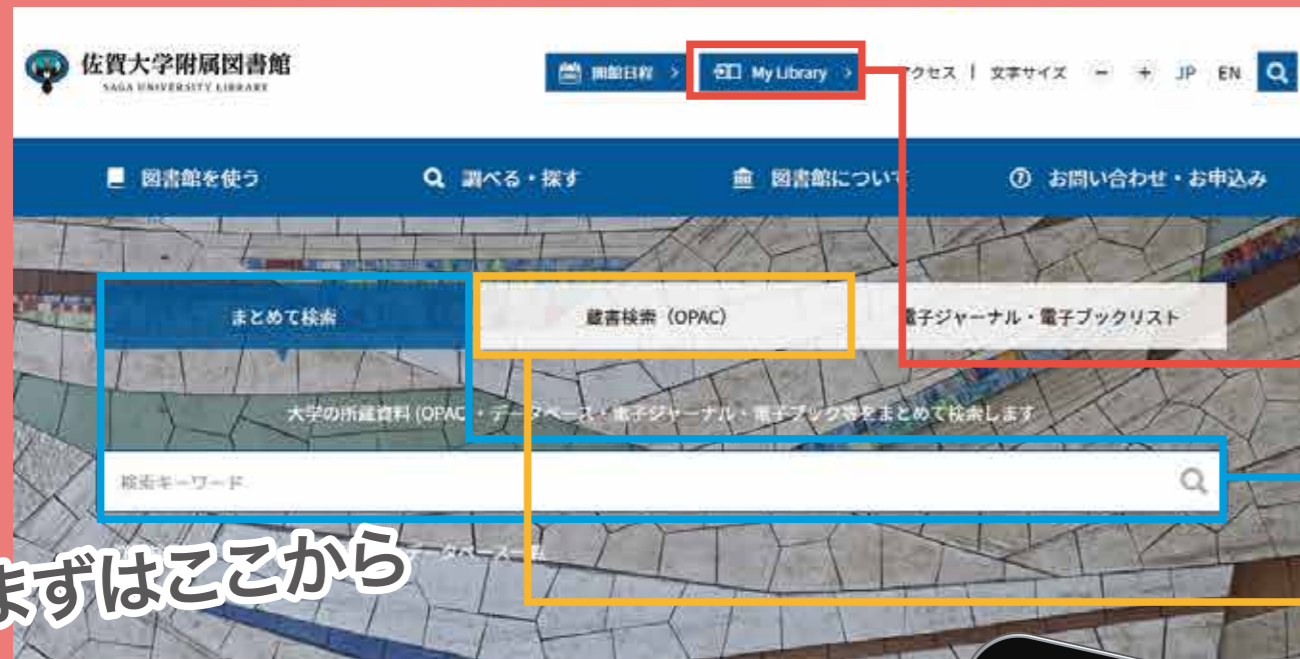 佐賀大学附属図書館
SAGA UNIVERSITY LIBRARY
開館日程 >
My Library >
アクセス | 文字サイズ － ＋ JP EN
図書館を使う
調べる・探す
図書館について
お問い合わせ・お申込み
まとめて検索
蔵書検索（OPAC）
電子ジャーナル・電子ブックリスト
大学の所蔵資料(OPAC)・データベース・電子ジャーナル・電子ブック等をまとめて検索します
検索キーワード
データベース一覧
まずはここから